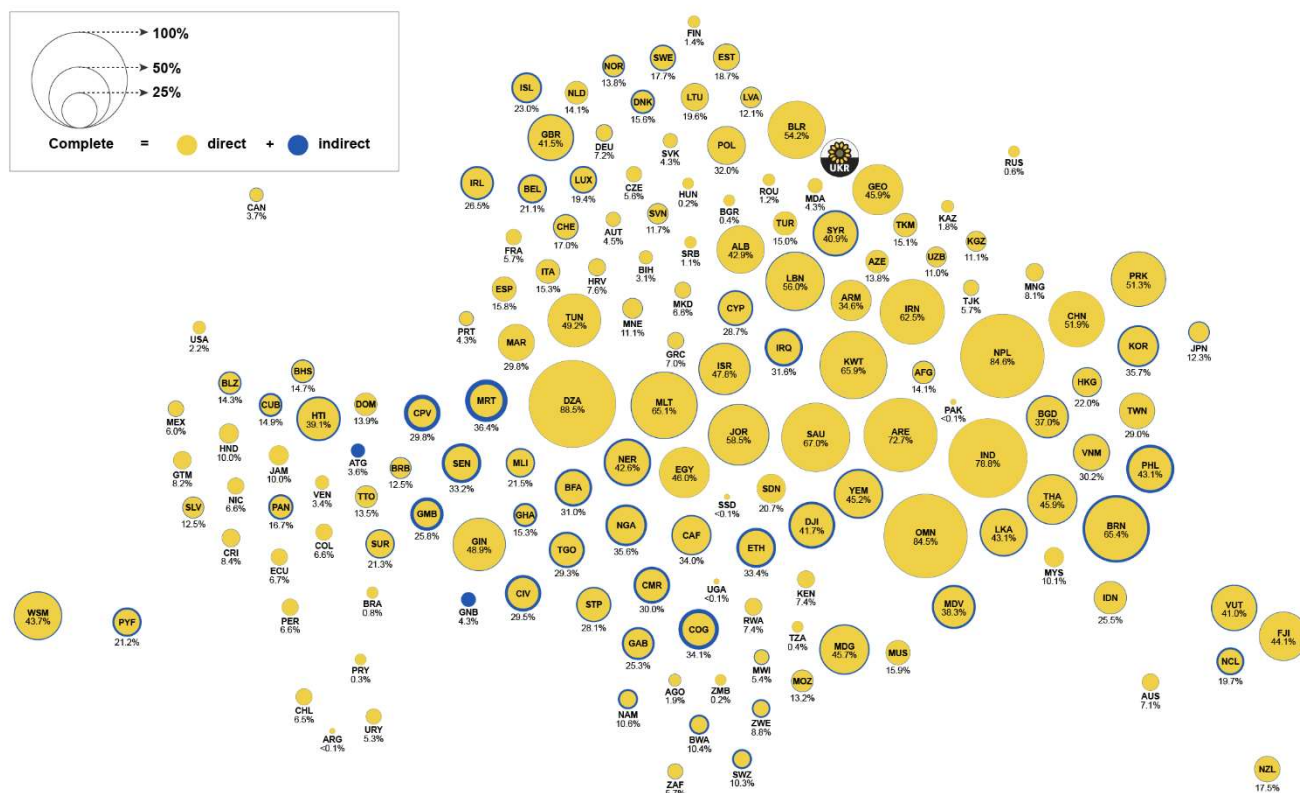 100%
50%
25%
Complete = direct + indirect
FIN
1.4%
SWE
17.7%
EST
18.7%
NOR
13.8%
ISL
23.0%
NLD
14.1%
DNK
15.6%
LTU
19.6%
LVA
12.1%
GBR
41.5%
DEU
7.2%
SVK
4.3%
POL
32.0%
BLR
54.2%
UKR
RUS
0.6%
IRL
26.5%
BEL
21.1%
LUX
19.4%
CZE
5.6%
HUN
0.2%
ROU
1.2%
MDA
4.3%
GEO
45.9%
CAN
3.7%
BGR
0.4%
KAZ
1.8%
CHE
17.0%
AUT
4.5%
SVN
11.7%
TUR
15.0%
SYR
40.9%
TKM
15.1%
KGZ
11.1%
FRA
5.7%
SRB
1.1%
ALB
42.9%
UZB
11.0%
ITA
15.3%
HRV
7.6%
BIH
3.1%
AZE
13.8%
MNG
8.1%
PRK
51.3%
ESP
15.8%
MKD
6.6%
LBN
56.0%
ARM
34.6%
TJK
5.7%
PRT
4.3%
TUN
49.2%
MNE
11.1%
CYP
28.7%
IRN
62.5%
CHN
51.9%
USA
2.2%
MAR
29.8%
GRC
7.0%
IRQ
31.6%
NPL
84.6%
KOR
35.7%
JPN
12.3%
BLZ
14.3%
BHS
14.7%
ISR
47.8%
KWT
65.9%
AFG
14.1%
HKG
22.0%
MEX
6.0%
CUB
14.9%
HTI
39.1%
DOM
13.9%
CPV
29.8%
MRT
36.4%
DZA
88.5%
MLT
65.1%
PAK
<0.1%
BGD
37.0%
TWN
29.0%
HND
10.0%
JOR
58.5%
SAU
67.0%
ARE
72.7%
IND
78.8%
GTM
8.2%
JAM
10.0%
ATG
3.6%
BRB
12.5%
SEN
33.2%
MLI
21.5%
NER
42.6%
EGY
46.0%
VNM
30.2%
PHL
43.1%
NIC
6.6%
VEN
3.4%
TTO
13.5%
BFA
31.0%
SSD
<0.1%
SDN
20.7%
YEM
45.2%
THA
45.9%
SLV
12.5%
PAN
16.7%
GMB
25.8%
GHA
15.3%
NGA
35.6%
DJI
41.7%
LKA
43.1%
BRN
65.4%
CRI
8.4%
COL
6.6%
SUR
21.3%
GIN
48.9%
TGO
29.3%
CAF
34.0%
ETH
33.4%
OMN
84.5%
ECU
6.7%
MYS
10.1%
BRA
0.8%
GNB
4.3%
CIV
29.5%
STP
28.1%
CMR
30.0%
UGA
<0.1%
KEN
7.4%
IDN
25.5%
WSM
43.7%
PYF
21.2%
PER
6.6%
COG
34.1%
RWA
7.4%
MDV
38.3%
VUT
41.0%
TZA
0.4%
GAB
25.3%
MDG
45.7%
MUS
15.9%
FJI
44.1%
PRY
0.3%
MWI
5.4%
NCL
19.7%
AGO
1.9%
ZMB
0.2%
MOZ
13.2%
AUS
7.1%
CHL
6.5%
NAM
10.6%
ZWE
8.8%
ARG
<0.1%
URY
5.3%
BWA
10.4%
SWZ
10.3%
ZAF
NZL
17.5%